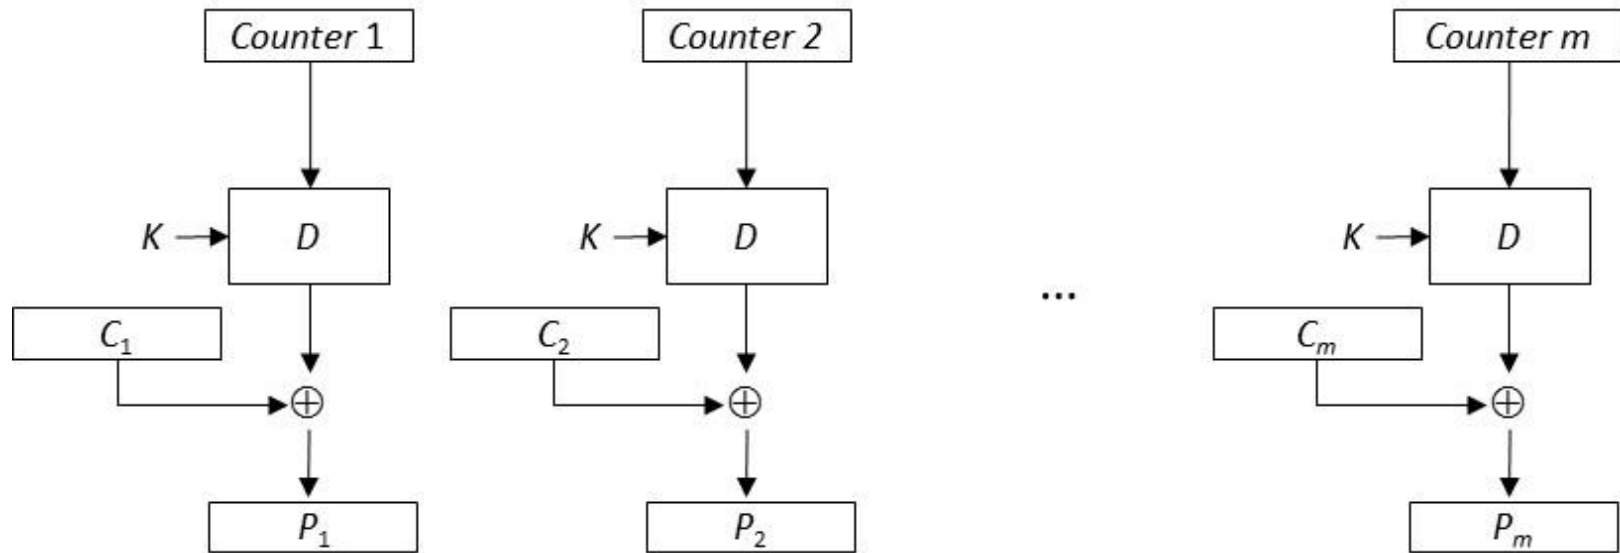 Counter 1 Counter 2 Counter m
K D K D K D
...
C1 C2 Cm
P1 P2 Pm